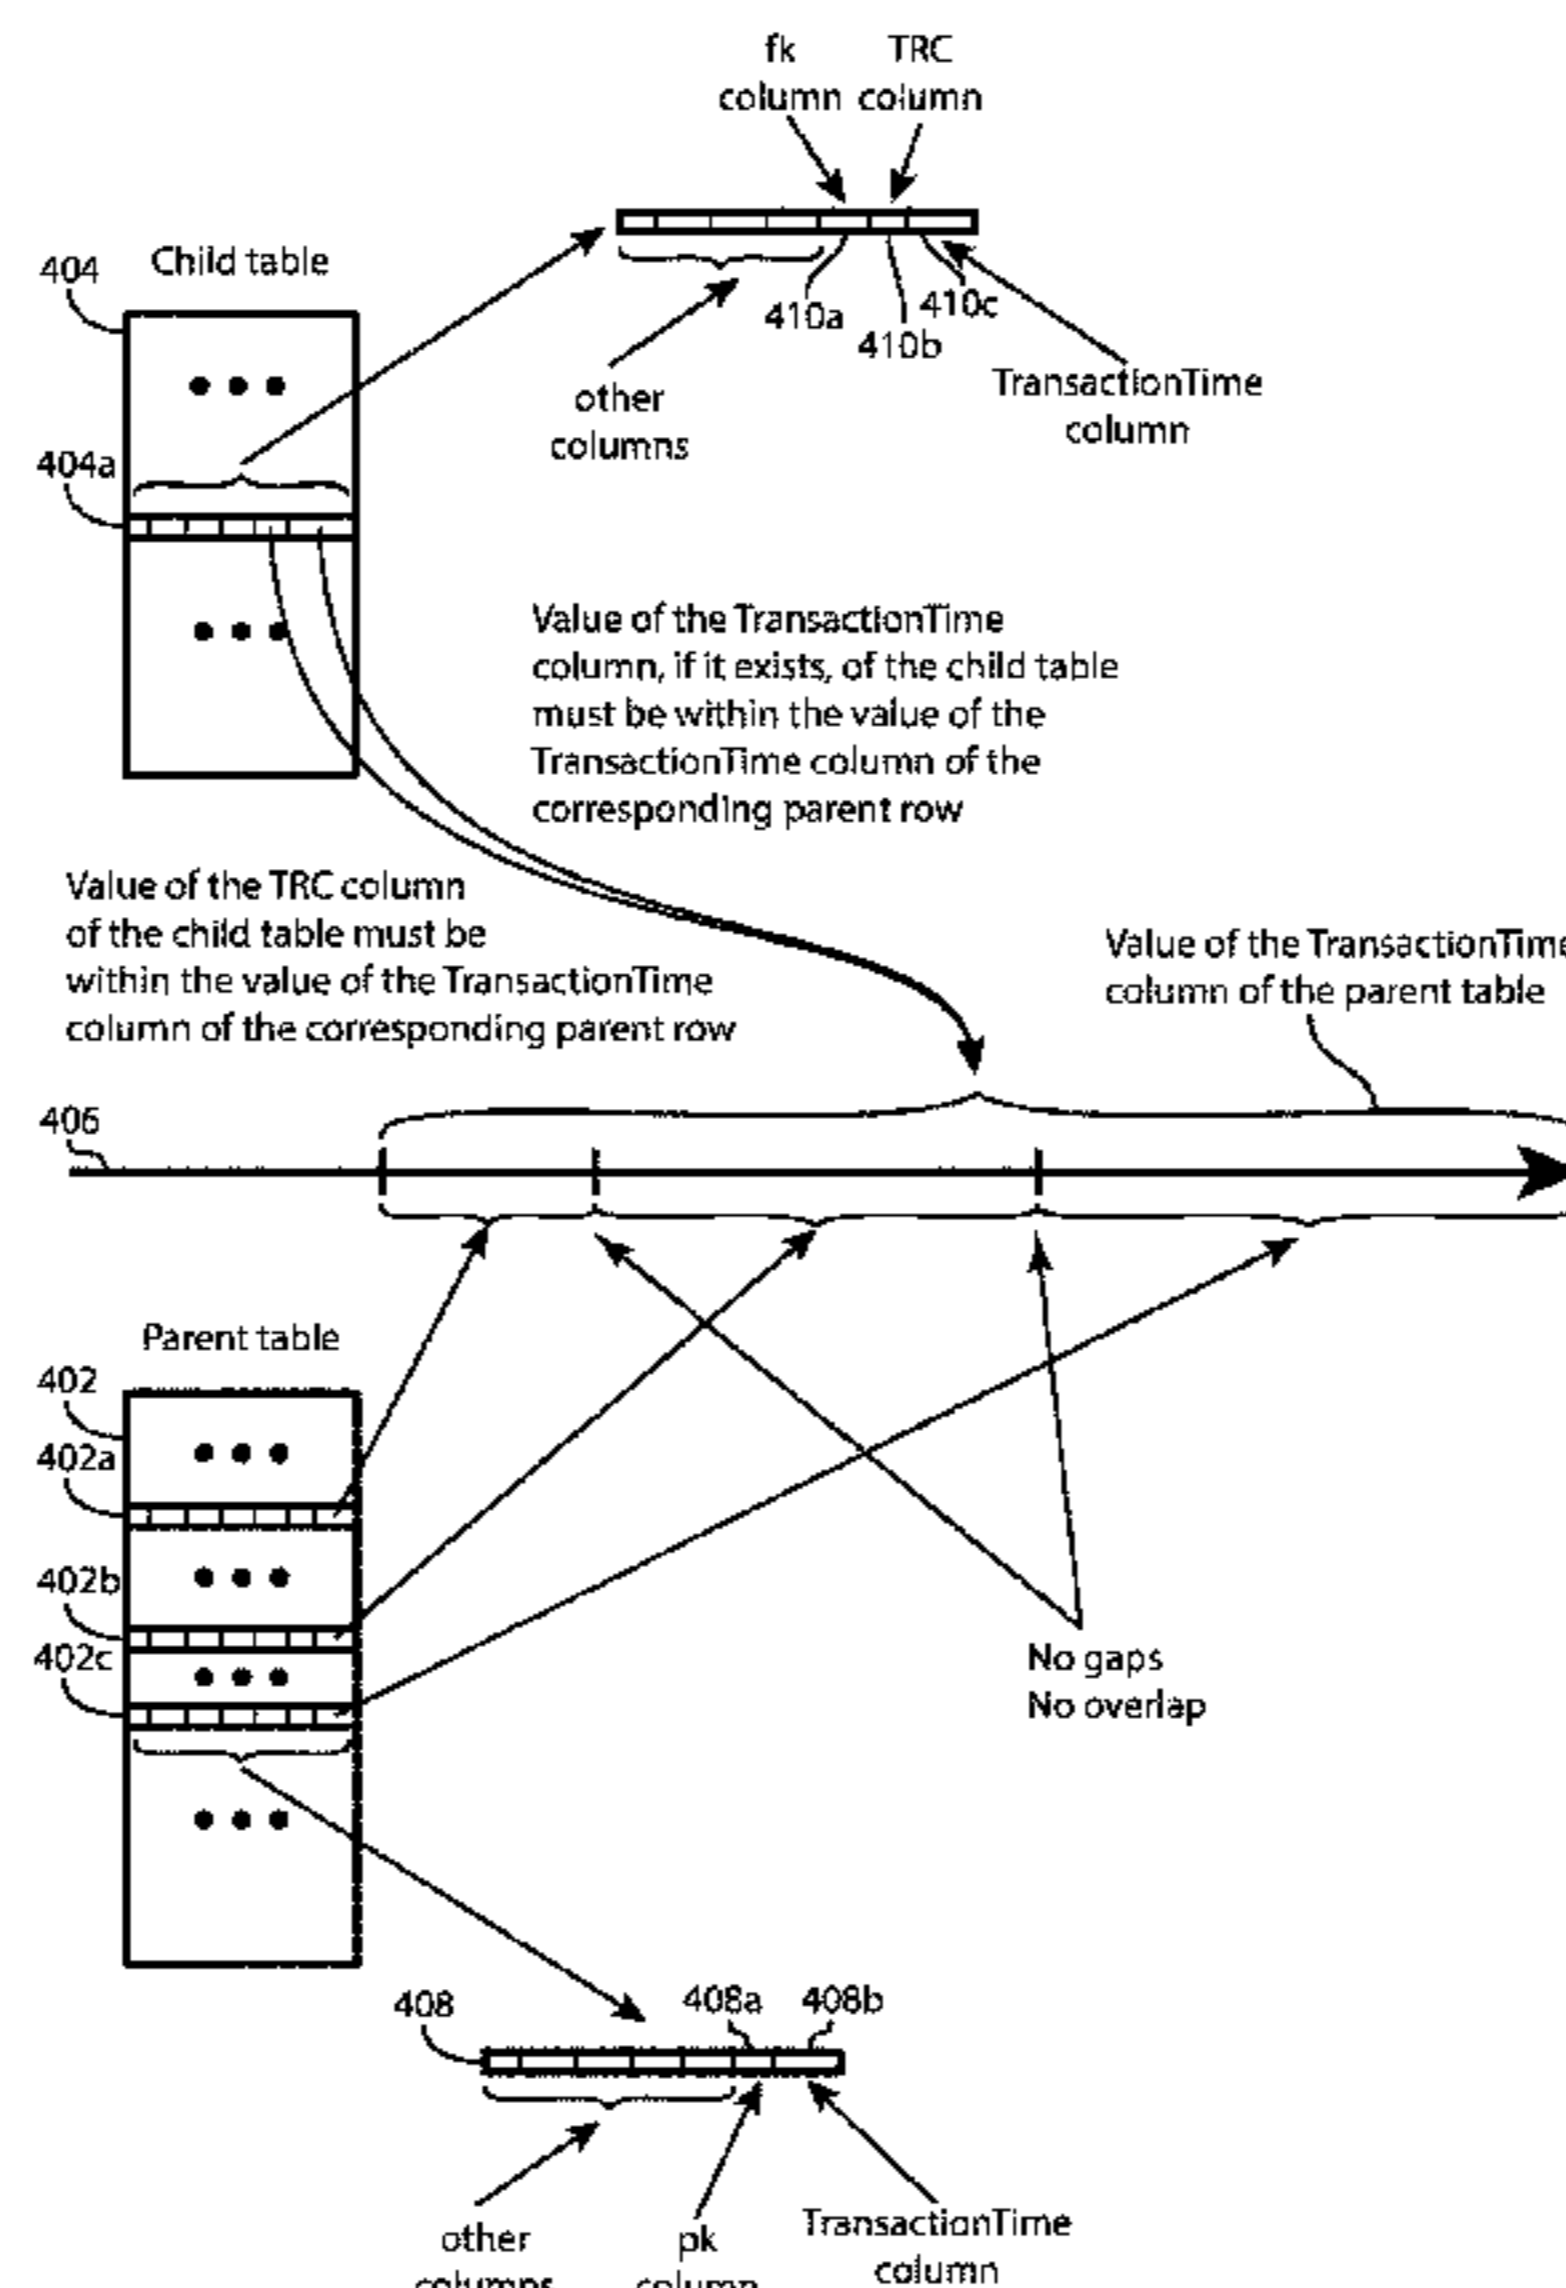 fk
column
TRC
column
404
Child table
410a
410b
410c
other
columns
TransactionTime
column
404a
Value of the TransactionTime
column, if it exists, of the child table
must be within the value of the
TransactionTime column of the
corresponding parent row
Value of the TRC column
of the child table must be
within the value of the TransactionTime
column of the corresponding parent row
Value of the TransactionTime
column of the parent table
406
Parent table
402
402a
402b
402c
No gaps
No overlap
408
408a
408b
other
columns
pk
column
TransactionTime
column